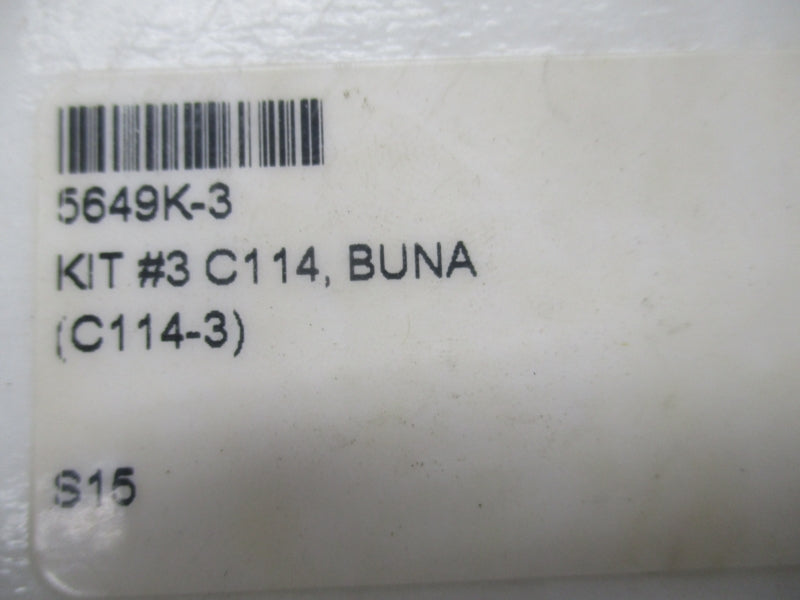 5649K-3
KIT #3 C114, BUNA
(C114-3)
S15